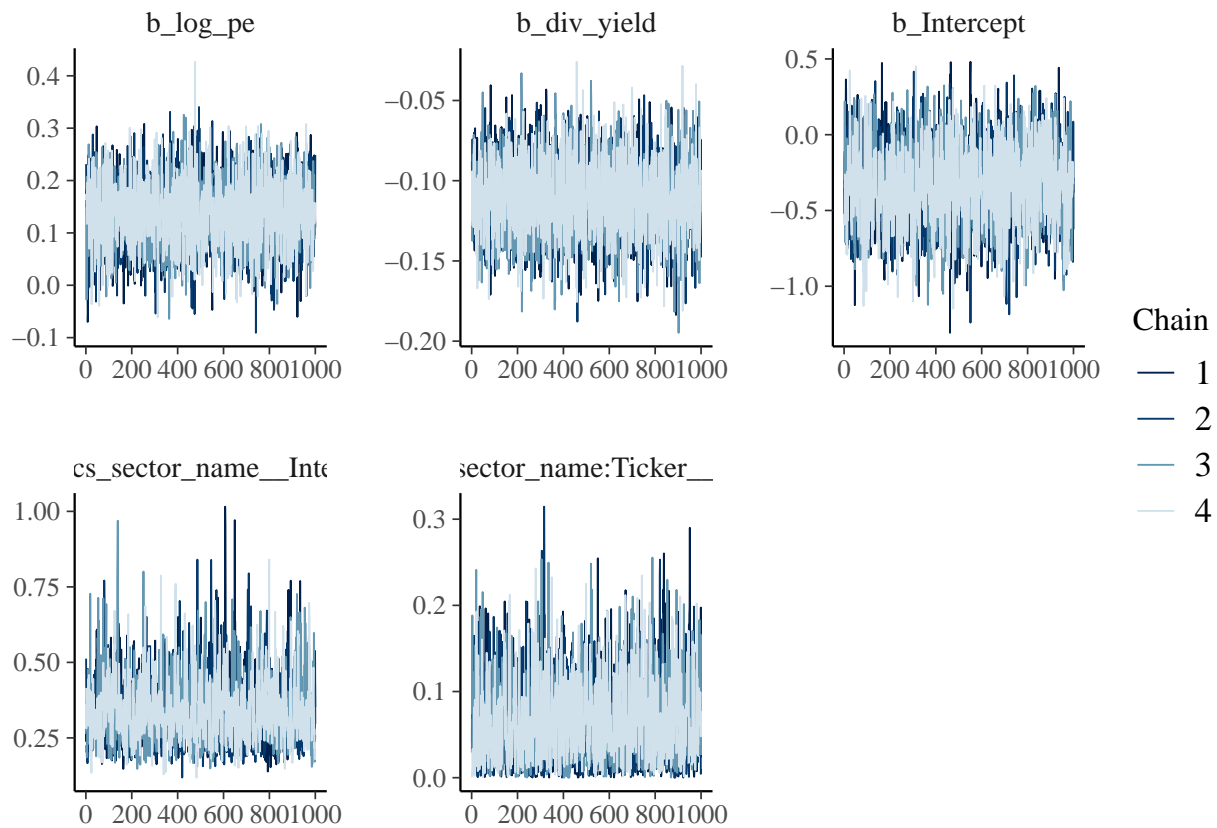 b_log_pe
b_div_yield
b_Intercept
0.4
0.3
0.2
0.1
0.0
−0.1
0 200 400 600 8001000
−0.05
−0.10
−0.15
−0.20
0 200 400 600 8001000
0.5
0.0
−0.5
−1.0
0 200 400 600 8001000
Chain
1
2
3
4
cs_sector_name__Inte
1.00
0.75
0.50
0.25
0 200 400 600 8001000
sector_name:Ticker__
0.3
0.2
0.1
0.0
0 200 400 600 8001000